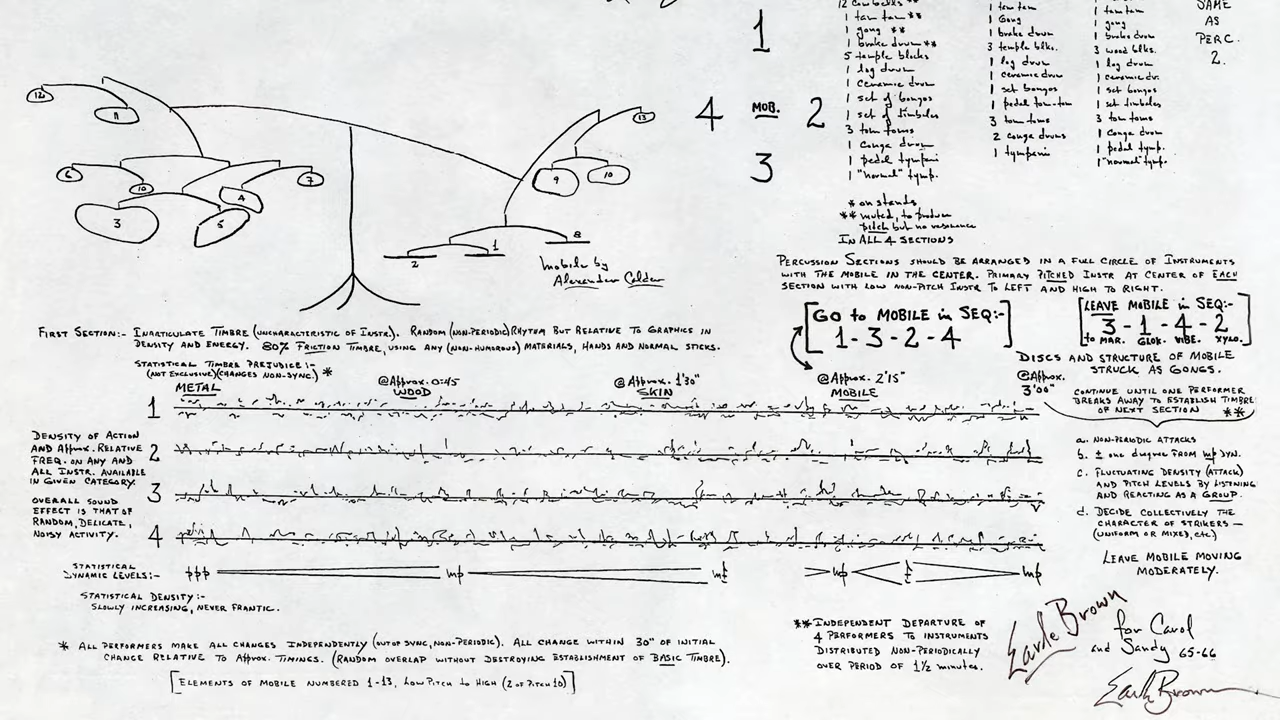 12 cowbells **
1 tam tam **
1 gong **
1 brake drum **
5 temple blocks
1 log drum
1 ceramic drum
1 set of bongos
1 set of timbales
3 tom toms
1 conga drum
1 pedal tympani
1 "normal" tymp.
1 tam tam
1 Gong
1 brake drum
3 temple blks.
1 log drum
1 ceramic drum
1 set bongos
1 pedal tom-tom
3 tom toms
2 conga drums
1 tympani
1 tam tam
1 gong
1 brake drum
3 wood blks.
1 log drum
1 ceramic dr.
1 set bongos
1 set timbales
3 tom toms
1 Conga drum
1 pedal tymp.
1 "normal" tymp.
SAME
AS
PERC.
2.
1
4 MOB. 2
3
* on stands
** muted, to produce
pitch but no resonance
IN ALL 4 SECTIONS
12
11
6
10
7
4
3
5
9
10
13
2
1
8
Mobile by
Alexander Calder
PERCUSSION SECTIONS SHOULD BE ARRANGED IN A FULL CIRCLE OF INSTRUMENTS
WITH THE MOBILE IN THE CENTER. PRIMARY PITCHED INSTR AT CENTER OF EACH
SECTION WITH LOW NON-PITCH INSTR TO LEFT AND HIGH TO RIGHT.
[GO TO MOBILE in SEQ:-
1-3-2-4]
[LEAVE MOBILE in SEQ:-
3-1-4-2
to MAR. GLOK. VIBE. XYLO.]
FIRST SECTION:- INARTICULATE TIMBRE (UNCHARACTERISTIC OF INSTR). RANDOM (NON-PERIODIC) RHYTHM BUT RELATIVE TO GRAPHICS IN
DENSITY AND ENERGY. 80% FRICTION TIMBRE, USING ANY (NON-HUMOROUS) MATERIALS, HANDS AND NORMAL STICKS.
DISCS AND STRUCTURE OF MOBILE
STRUCK AS GONGS.
STATISTICAL TIMBRE PREJUDICE:-
(NOT EXCLUSIVE)(CHANGES NON-SYNC.) *
METAL
@Approx. 0:45
WOOD
@Approx. 1'30"
SKIN
@Approx. 2'15"
MOBILE
@Approx.
3'00"
CONTINUE UNTIL ONE PERFORMER
BREAKS AWAY TO ESTABLISH TIMBRE
OF NEXT SECTION **
1
2
3
4
DENSITY OF ACTION
AND Approx. RELATIVE
FREQ. ON ANY AND
ALL INSTR. AVAILABLE
IN GIVEN CATEGORY.
OVERALL SOUND
EFFECT IS THAT OF
RANDOM, DELICATE,
NOISY ACTIVITY.
a. NON-PERIODIC ATTACKS
b. ± one degree FROM mp DYN.
c. FLUCTUATING DENSITY (ATTACK)
AND PITCH LEVELS BY LISTENING
AND REACTING AS A GROUP.
d. DECIDE COLLECTIVELY THE
CHARACTER OF STRIKERS —
(UNIFORM OR MIXED, etc.)
LEAVE MOBILE MOVING
MODERATELY.
STATISTICAL
DYNAMIC LEVELS:- ppp mp mf mp f mp
STATISTICAL DENSITY:-
SLOWLY INCREASING, NEVER FRANTIC.
* ALL PERFORMERS MAKE ALL CHANGES INDEPENDENTLY (OUT OF SYNC, NON-PERIODIC). ALL CHANGE WITHIN 30" OF INITIAL
CHANGE RELATIVE TO APPROX. TIMINGS. (RANDOM OVERLAP WITHOUT DESTROYING ESTABLISHMENT OF BASIC TIMBRE).
[ELEMENTS OF MOBILE NUMBERED 1-13, LOW PITCH TO HIGH (2 OF PITCH 10)]
** INDEPENDENT DEPARTURE OF
4 PERFORMERS TO INSTRUMENTS
DISTRIBUTED NON-PERIODICALLY
OVER PERIOD OF 1½ minutes.
Earle Brown
for Carol
and Sandy 65-66
Earle Brown